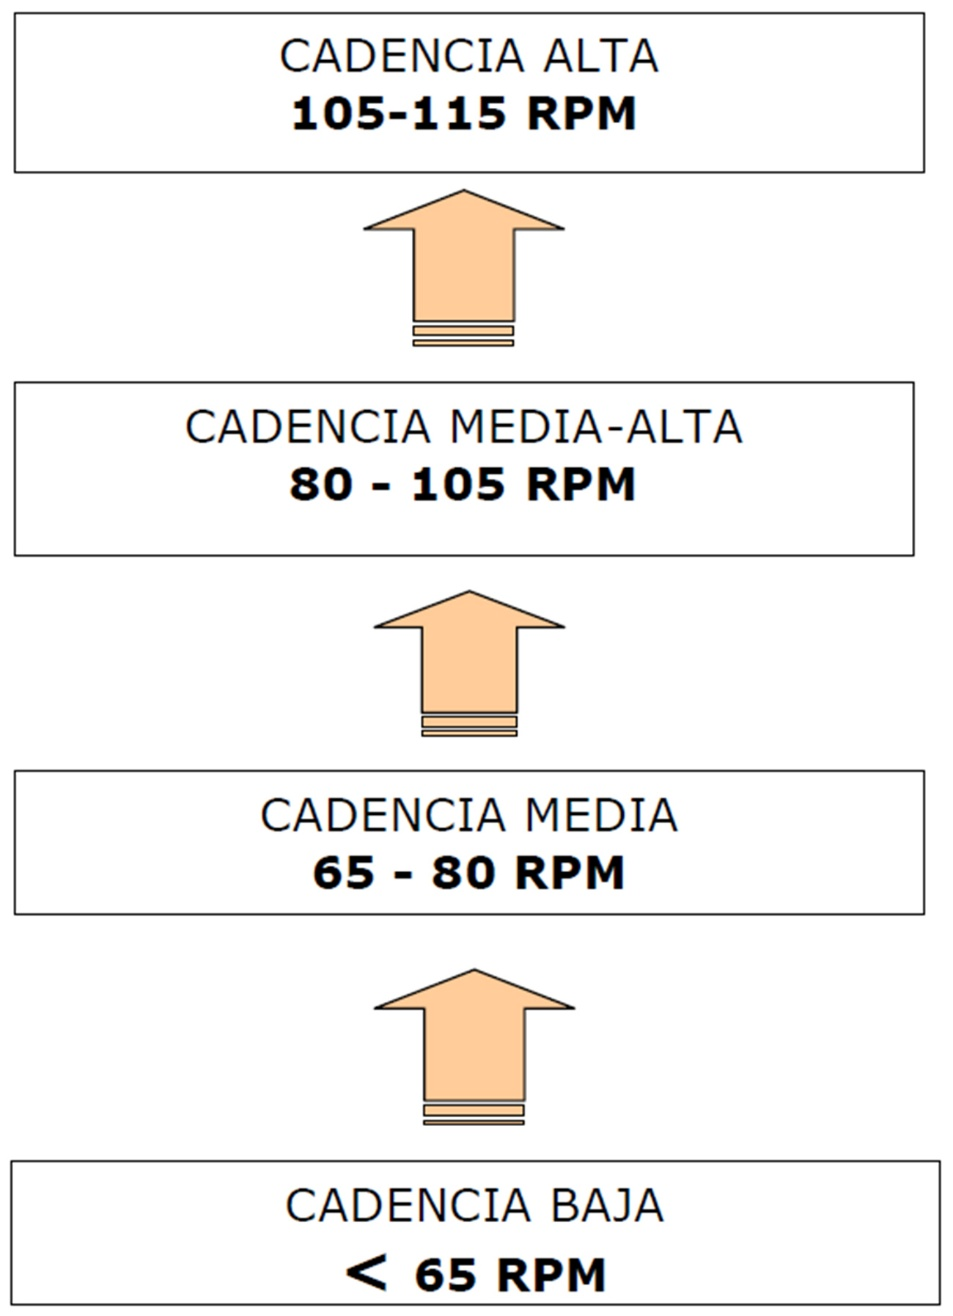 CADENCIA ALTA
105-115 RPM
CADENCIA MEDIA-ALTA
80 - 105 RPM
CADENCIA MEDIA
65 - 80 RPM
CADENCIA BAJA
< 65 RPM